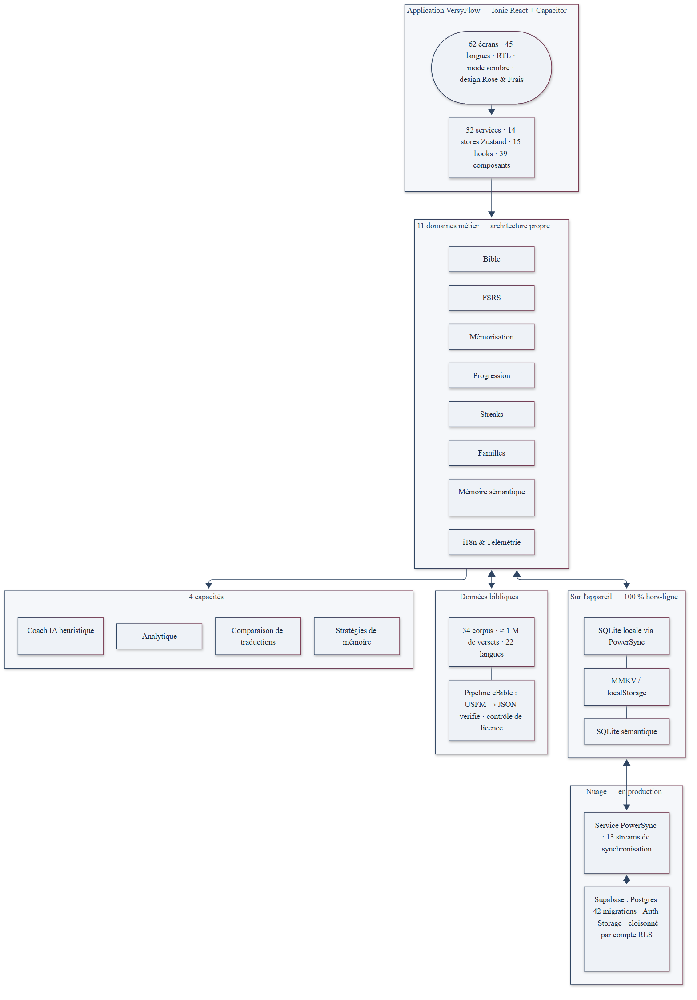 Application VersyFlow — Ionic React + Capacitor
62 écrans · 45
langues · RTL ·
mode sombre ·
design Rose & Frais
32 services · 14
stores Zustand · 15
hooks · 39
composants
11 domaines métier — architecture propre
Bible
FSRS
Mémorisation
Progression
Streaks
Familles
Mémoire sémantique
i18n & Télémétrie
4 capacités
Coach IA heuristique
Analytique
Comparaison de
traductions
Stratégies de
mémoire
Données bibliques
34 corpus · ≈ 1 M
de versets · 22
langues
Pipeline eBible :
USFM → JSON
vérifié · contrôle de
licence
Sur l'appareil — 100 % hors-ligne
SQLite locale via
PowerSync
MMKV /
localStorage
SQLite sémantique
Nuage — en production
Service PowerSync
: 13 streams de
synchronisation
Supabase : Postgres
42 migrations · Auth
· Storage · cloisonné
par compte RLS